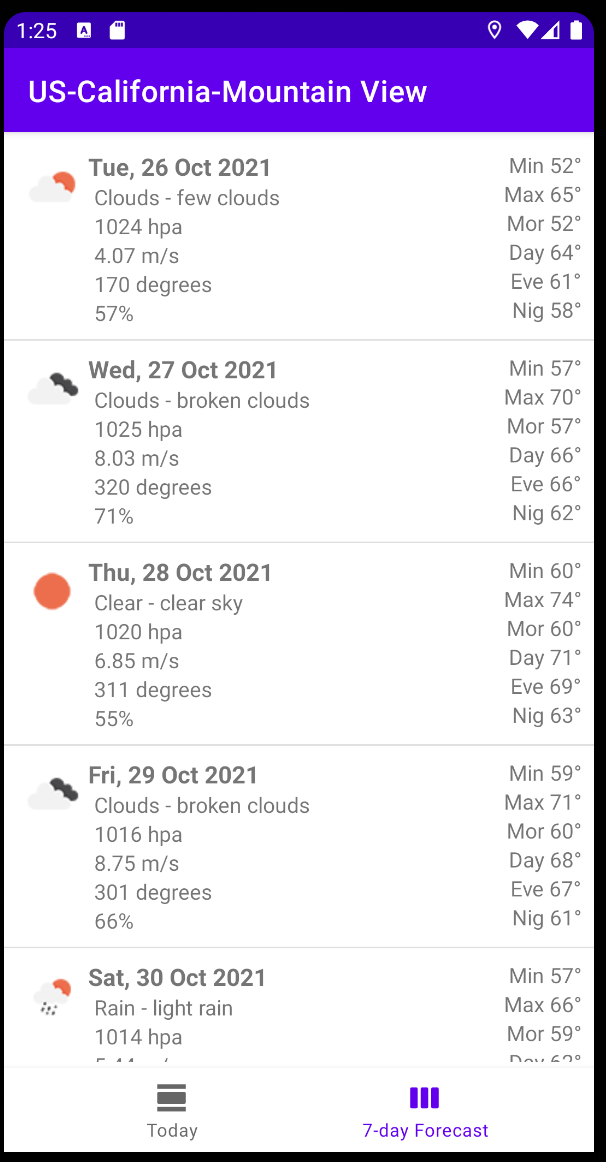 1:25
US-California-Mountain View
Tue, 26 Oct 2021
Clouds - few clouds
1024 hpa
4.07 m/s
170 degrees
57%
Min 52°
Max 65°
Mor 52°
Day 64°
Eve 61°
Nig 58°
Wed, 27 Oct 2021
Clouds - broken clouds
1025 hpa
8.03 m/s
320 degrees
71%
Min 57°
Max 70°
Mor 57°
Day 66°
Eve 66°
Nig 62°
Thu, 28 Oct 2021
Clear - clear sky
1020 hpa
6.85 m/s
311 degrees
55%
Min 60°
Max 74°
Mor 60°
Day 71°
Eve 69°
Nig 63°
Fri, 29 Oct 2021
Clouds - broken clouds
1016 hpa
8.75 m/s
301 degrees
66%
Min 59°
Max 71°
Mor 60°
Day 68°
Eve 67°
Nig 61°
Sat, 30 Oct 2021
Rain - light rain
1014 hpa
Min 57°
Max 66°
Mor 59°
Today
7-day Forecast